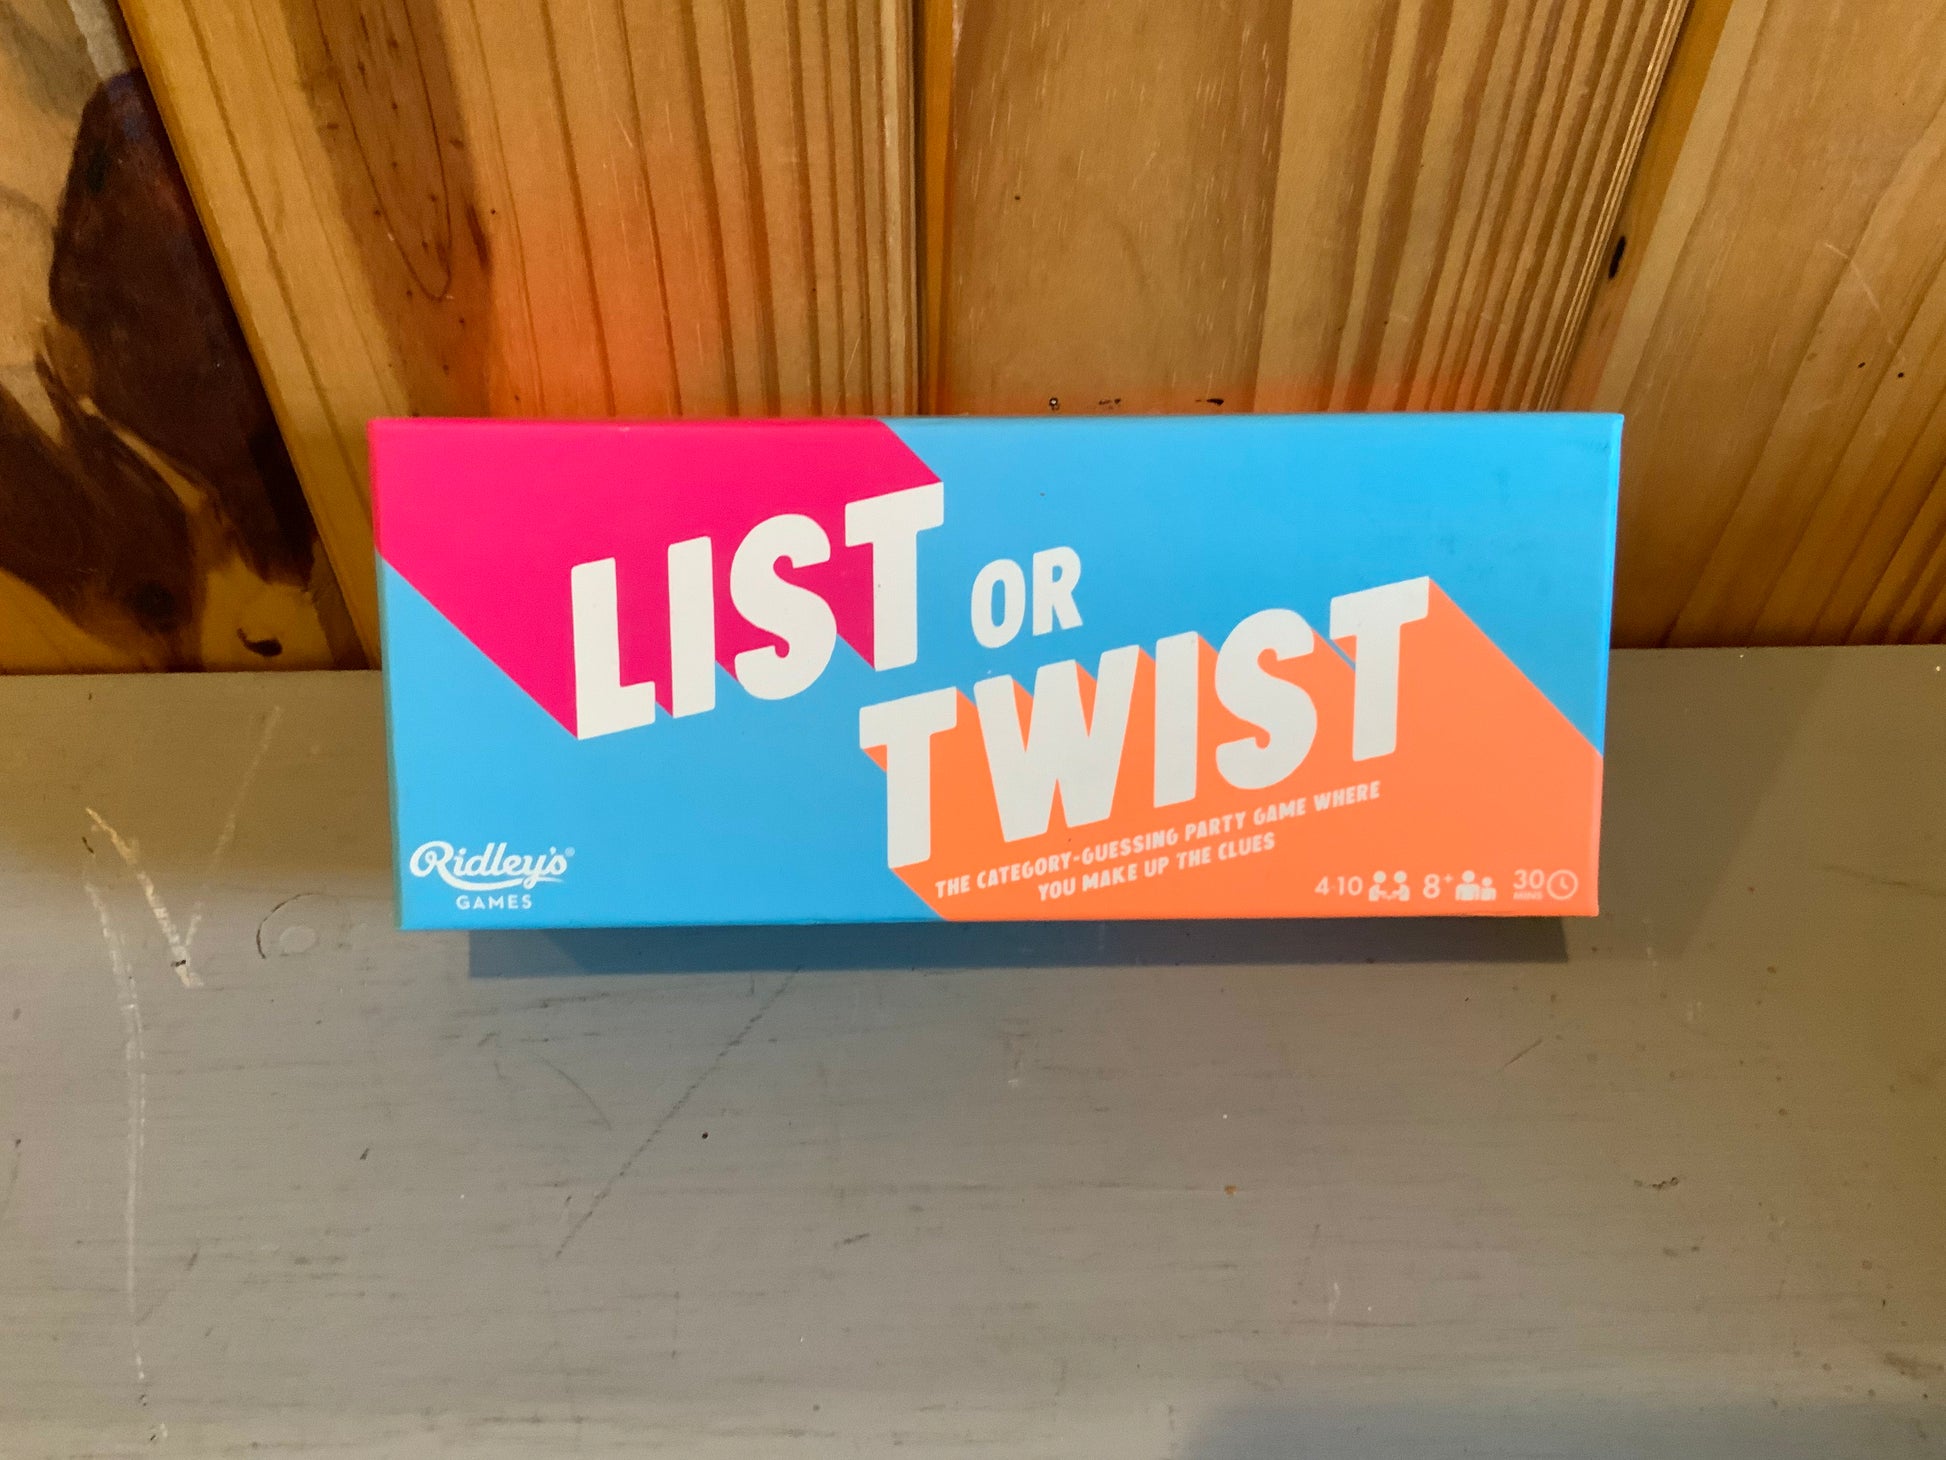 LIST
OR
TWIST
THE CATEGORY-GUESSING PARTY GAME WHERE
YOU MAKE UP THE CLUES
Ridley's®
GAMES
4-10
8+
30
MINS